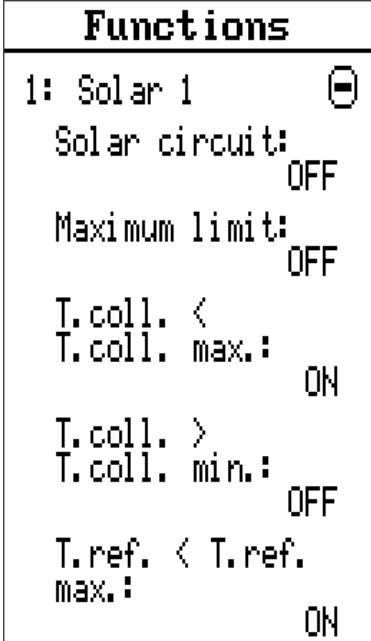 Functions
1: Solar 1
Solar circuit:
OFF
Maximum limit:
OFF
T.coll. <
T.coll. max.:
ON
T.coll. >
T.coll. min.:
OFF
T.ref. < T.ref.
max.:
ON